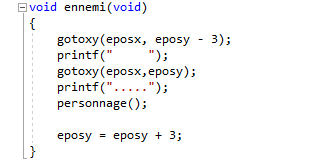 void ennemi(void)
{
gotoxy(eposx, eposy - 3);
printf("     ");
gotoxy(eposx,eposy);
printf(".....");
personnage();
eposy = eposy + 3;
}